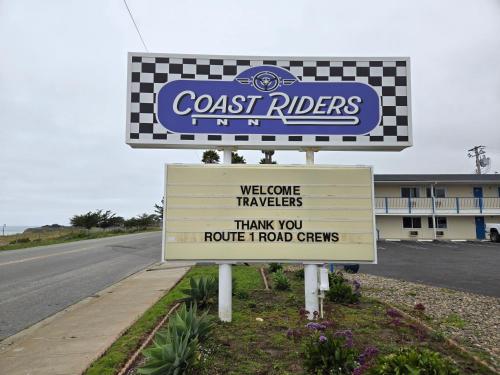 COAST RIDERS
INN
WELCOME
TRAVELERS
THANK YOU
ROUTE 1 ROAD CREWS